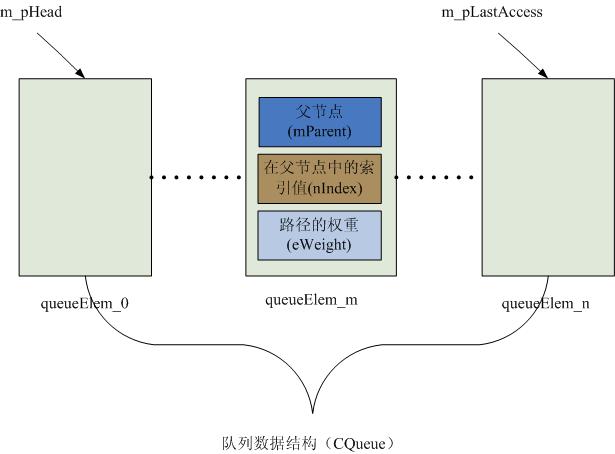 m_pHead
m_pLastAccess
父节点
(mParent)
在父节点中的索
引值(nIndex)
路径的权重
(eWeight)
queueElem_0
queueElem_m
queueElem_n
队列数据结构（CQueue）